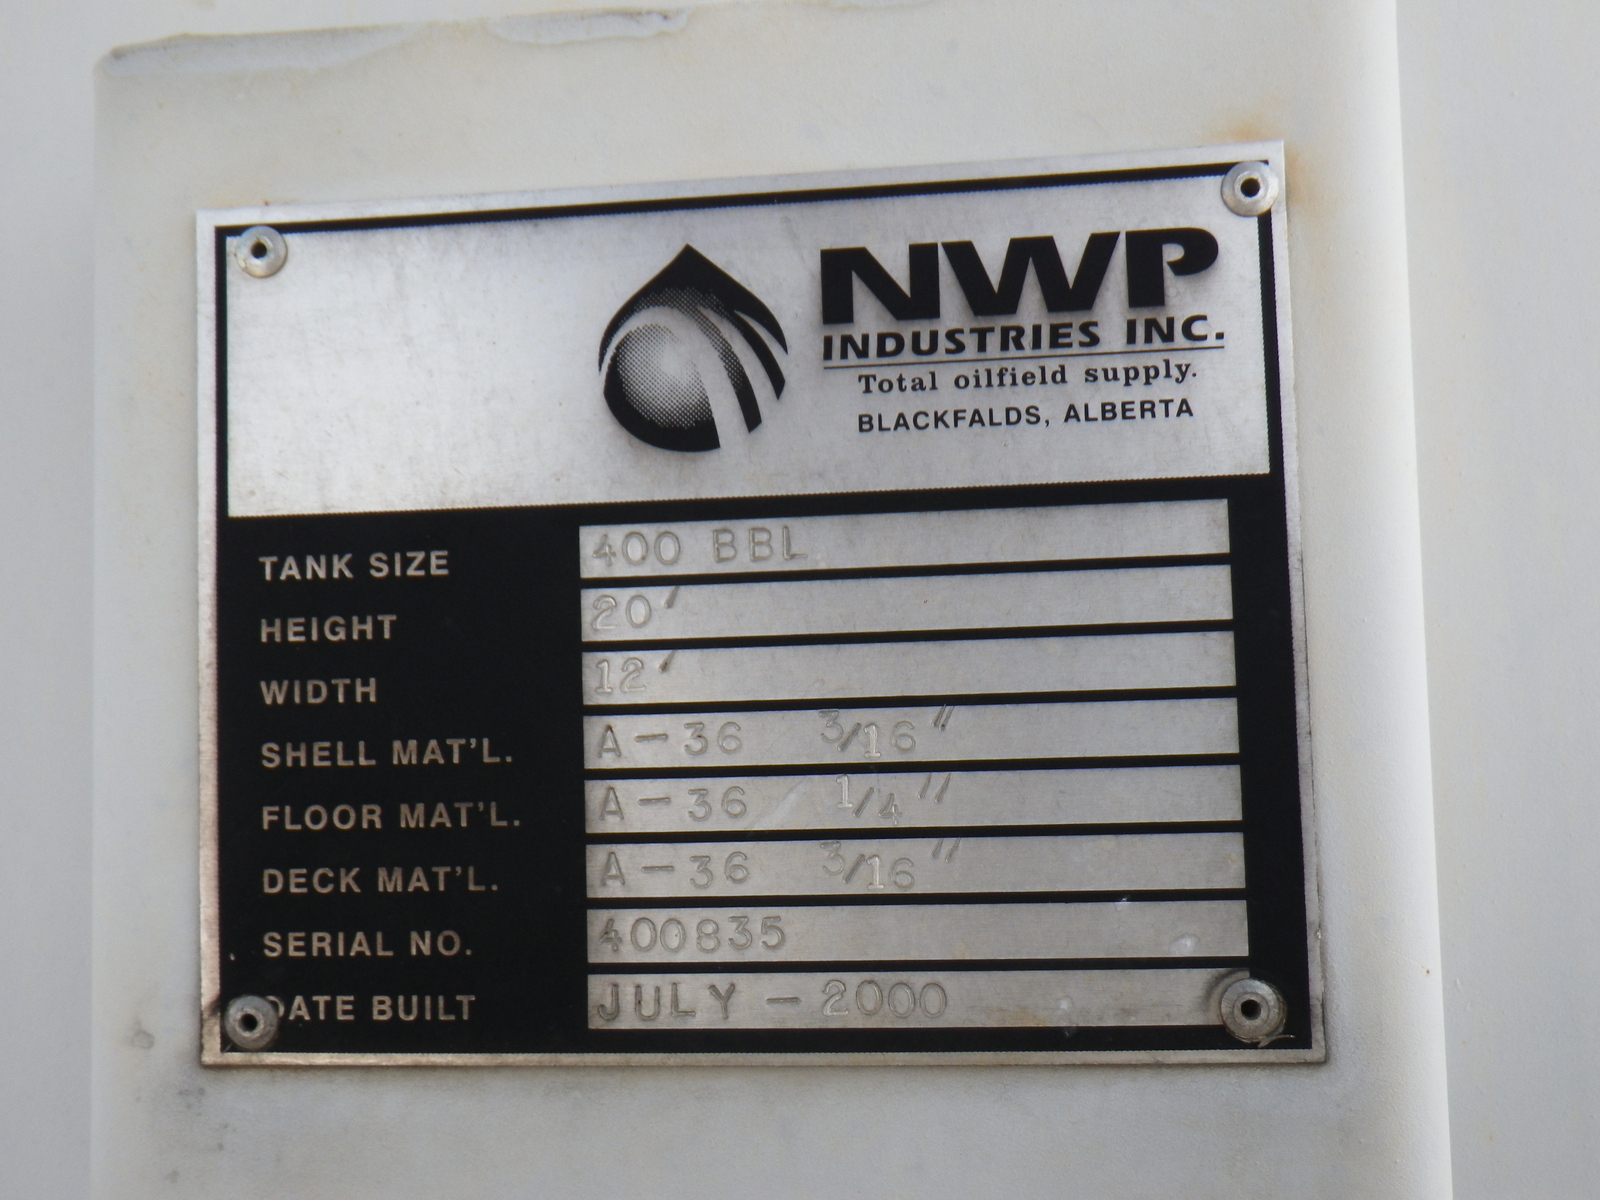 NWP
INDUSTRIES INC.
Total oilfield supply.
BLACKFALDS, ALBERTA
TANK SIZE 400 BBL
HEIGHT 20'
WIDTH 12'
SHELL MAT'L. A-36 3/16"
FLOOR MAT'L. A-36 1/4"
DECK MAT'L. A-36 3/16"
SERIAL NO. 400835
DATE BUILT JULY - 2000